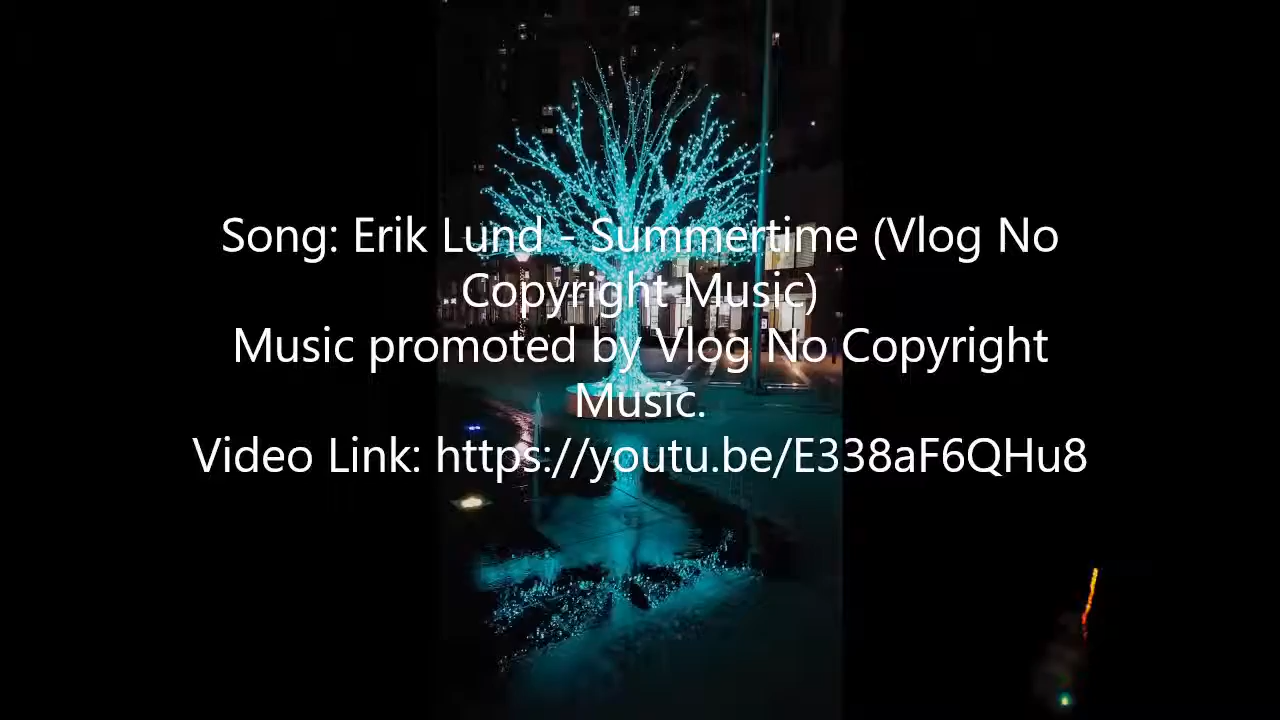 Song: Erik Lund - Summertime (Vlog No
Copyright Music)
Music promoted by Vlog No Copyright
Music.
Video Link: https://youtu.be/E338aF6QHu8